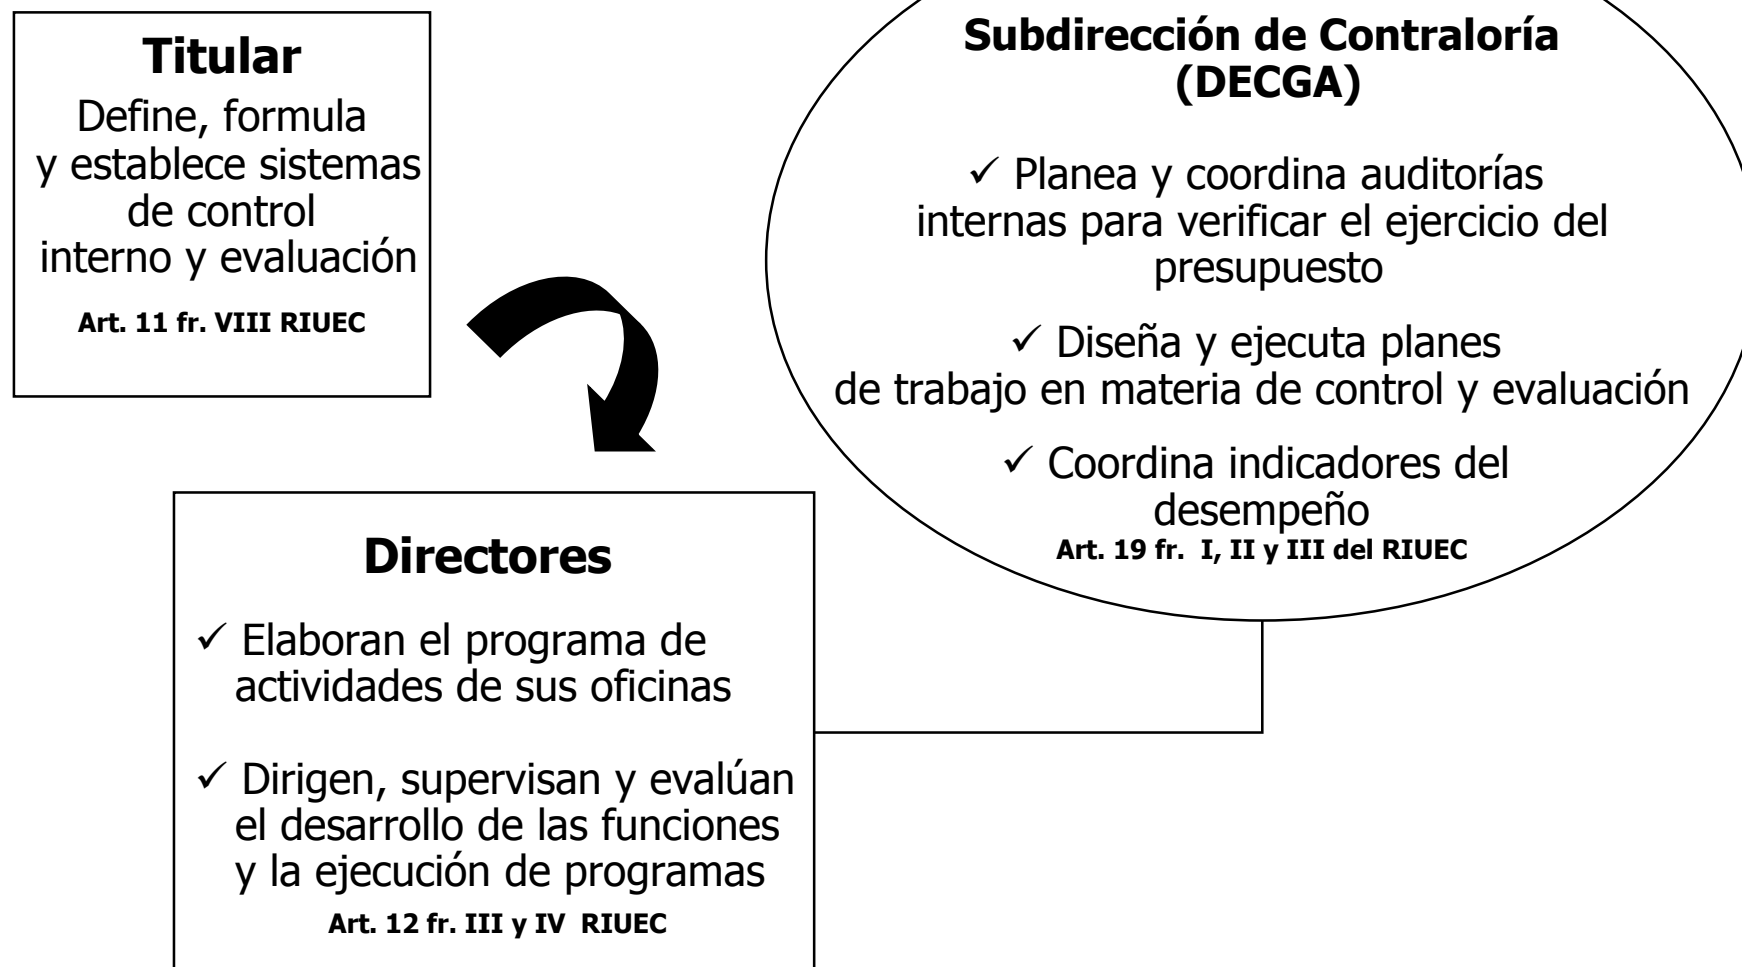 Titular
Define, formula
y establece sistemas
de control
interno y evaluación
Art. 11 fr. VIII RIUEC
Subdirección de Contraloría
(DECGA)
✓ Planea y coordina auditorías
internas para verificar el ejercicio del
presupuesto
✓ Diseña y ejecuta planes
de trabajo en materia de control y evaluación
✓ Coordina indicadores del
desempeño
Art. 19 fr. I, II y III del RIUEC
Directores
✓ Elaboran el programa de
actividades de sus oficinas
✓ Dirigen, supervisan y evalúan
el desarrollo de las funciones
y la ejecución de programas
Art. 12 fr. III y IV RIUEC